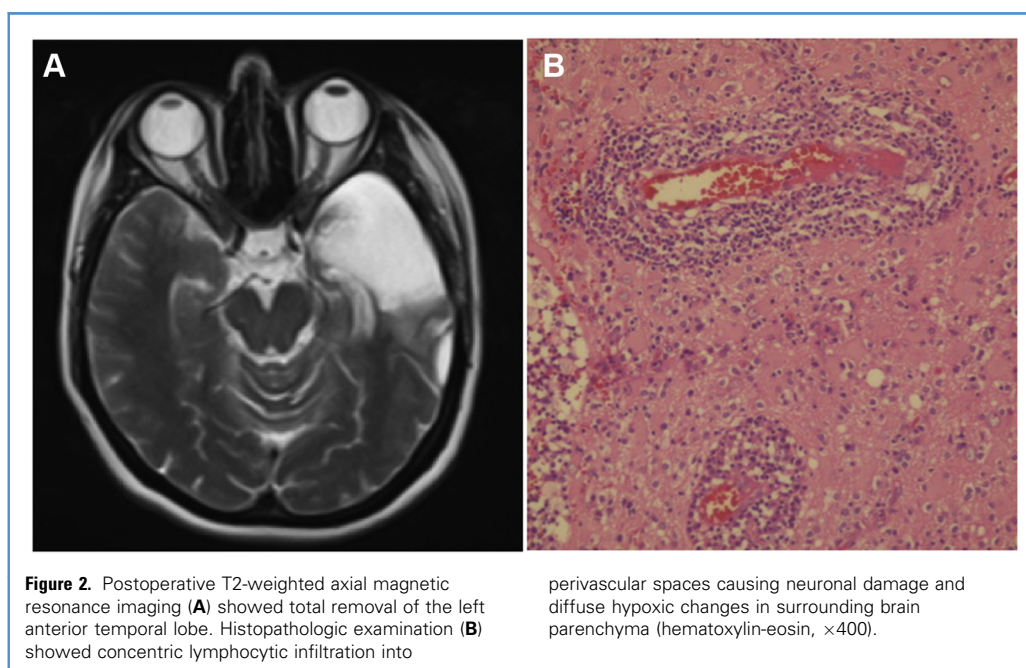 A
B
Figure 2. Postoperative T2-weighted axial magnetic
resonance imaging (A) showed total removal of the left
anterior temporal lobe. Histopathologic examination (B)
showed concentric lymphocytic infiltration into
perivascular spaces causing neuronal damage and
diffuse hypoxic changes in surrounding brain
parenchyma (hematoxylin-eosin, ×400).